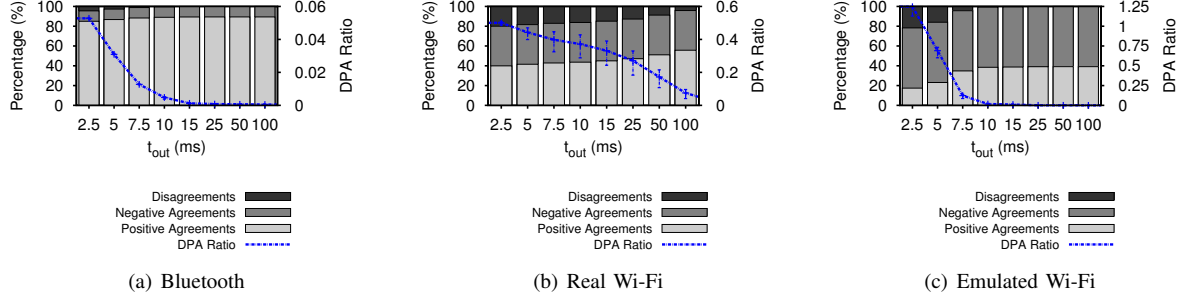 Percentage (%)
100
80
60
40
20
0
0.06
0.04
0.02
0
DPA Ratio
2.5 5 7.5 10 15 25 50 100
t_out (ms)
Disagreements
Negative Agreements
Positive Agreements
DPA Ratio
(a) Bluetooth
Percentage (%)
100
80
60
40
20
0
0.6
0.4
0.2
0
DPA Ratio
2.5 5 7.5 10 15 25 50 100
t_out (ms)
Disagreements
Negative Agreements
Positive Agreements
DPA Ratio
(b) Real Wi-Fi
Percentage (%)
100
80
60
40
20
0
1.25
1
0.75
0.5
0.25
0
DPA Ratio
2.5 5 7.5 10 15 25 50 100
t_out (ms)
Disagreements
Negative Agreements
Positive Agreements
DPA Ratio
(c) Emulated Wi-Fi